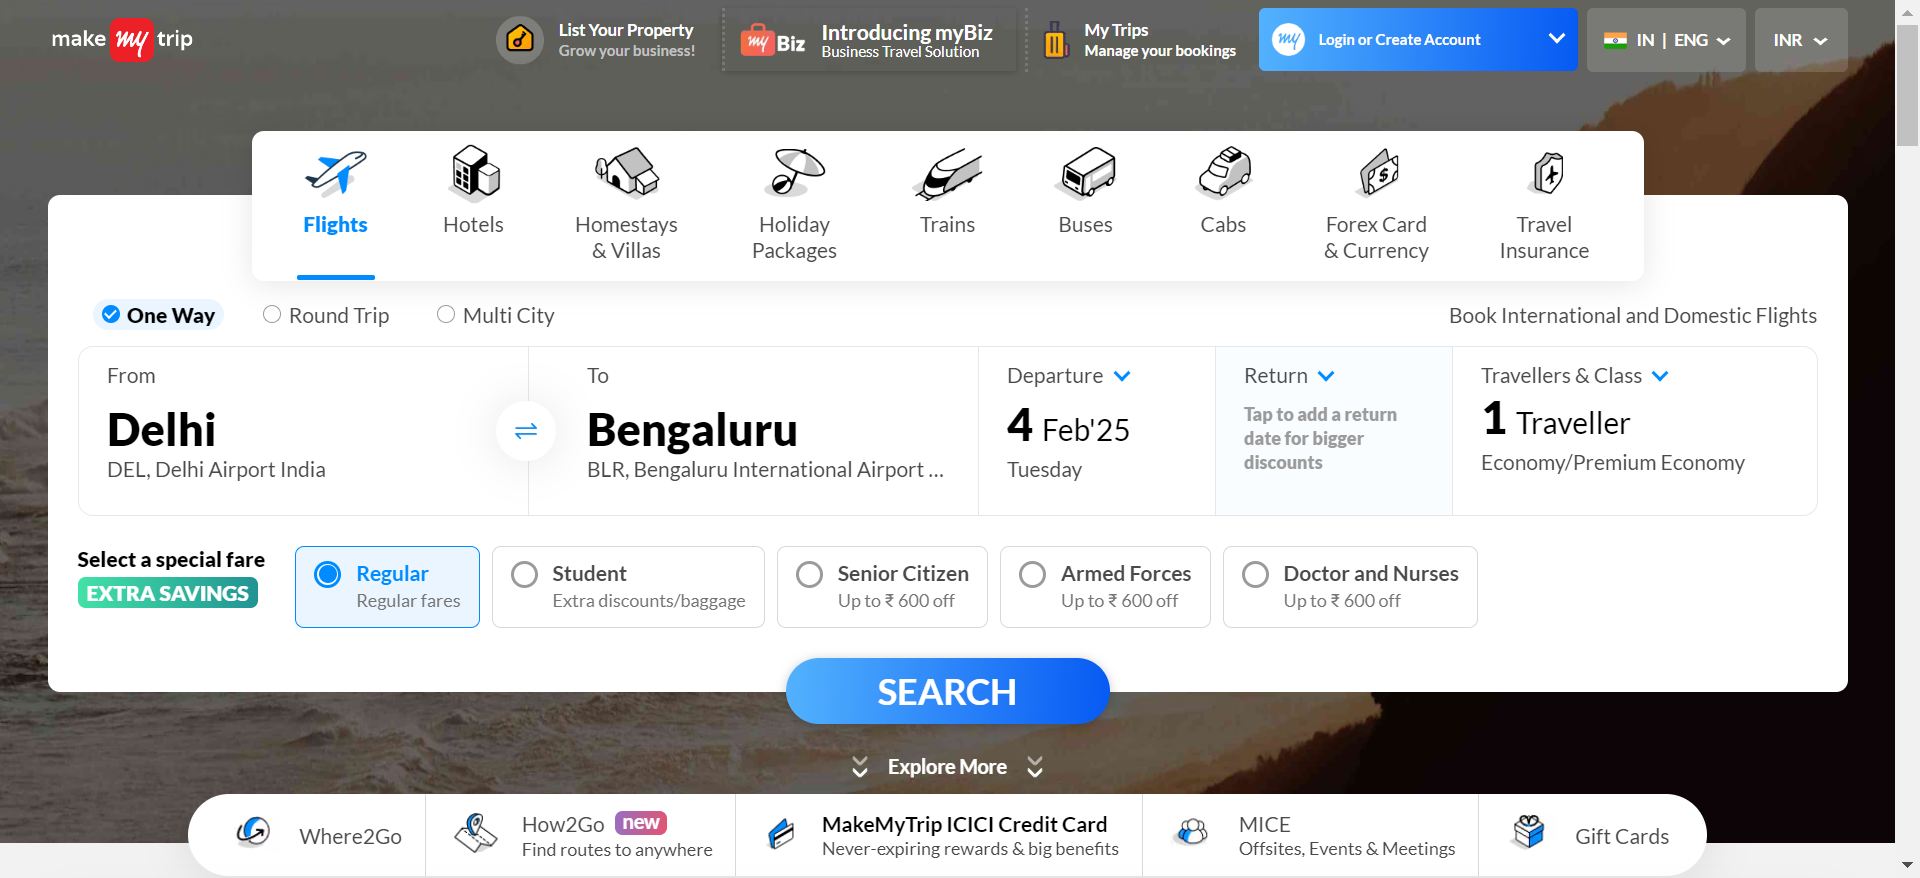 make my trip
List Your Property
Grow your business!
my Biz
Introducing myBiz
Business Travel Solution
My Trips
Manage your bookings
my Login or Create Account
IN | ENG
INR
Flights
Hotels
Homestays
& Villas
Holiday
Packages
Trains
Buses
Cabs
Forex Card
& Currency
Travel
Insurance
One Way
Round Trip
Multi City
Book International and Domestic Flights
From
Delhi
DEL, Delhi Airport India
To
Bengaluru
BLR, Bengaluru International Airport ...
Departure
4 Feb'25
Tuesday
Return
Tap to add a return
date for bigger
discounts
Travellers & Class
1 Traveller
Economy/Premium Economy
Select a special fare
EXTRA SAVINGS
Regular
Regular fares
Student
Extra discounts/baggage
Senior Citizen
Up to ₹ 600 off
Armed Forces
Up to ₹ 600 off
Doctor and Nurses
Up to ₹ 600 off
SEARCH
Explore More
Where2Go
How2Go new
Find routes to anywhere
MakeMyTrip ICICI Credit Card
Never-expiring rewards & big benefits
MICE
Offsites, Events & Meetings
Gift Cards